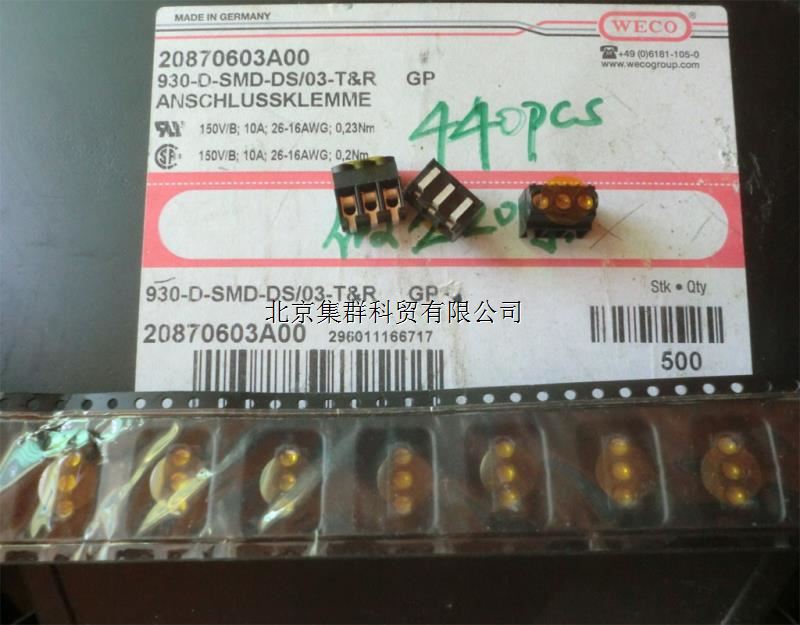 MADE IN GERMANY
WECO
20870603A00
+49 (0)6181-105-0
www.wecogroup.com
930-D-SMD-DS/03-T&R GP
ANSCHLUSSKLEMME
150V/B; 10A; 26-16AWG; 0,23Nm
440pcs
150V/B; 10A; 26-16AWG; 0,2Nm
930-D-SMD-DS/03-T&R GP
Stk • Qty
北京集群科贸有限公司
20870603A00 296011166717
500